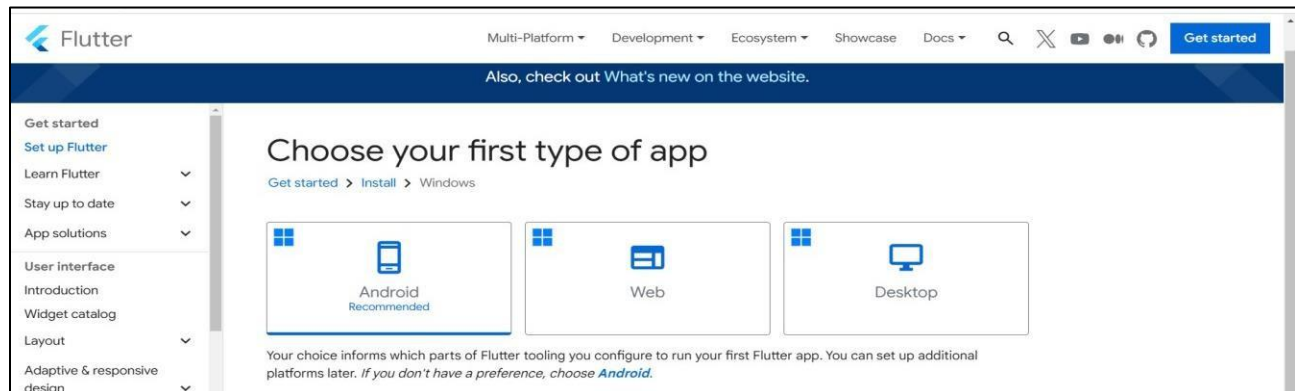 Flutter
Multi-Platform Development Ecosystem Showcase Docs Get started
Also, check out What's new on the website.
Get started
Set up Flutter
Learn Flutter
Stay up to date
App solutions
User interface
Introduction
Widget catalog
Layout
Adaptive & responsive
design
Choose your first type of app
Get started > Install > Windows
Android
Recommended
Web
Desktop
Your choice informs which parts of Flutter tooling you configure to run your first Flutter app. You can set up additional
platforms later. If you don't have a preference, choose Android.